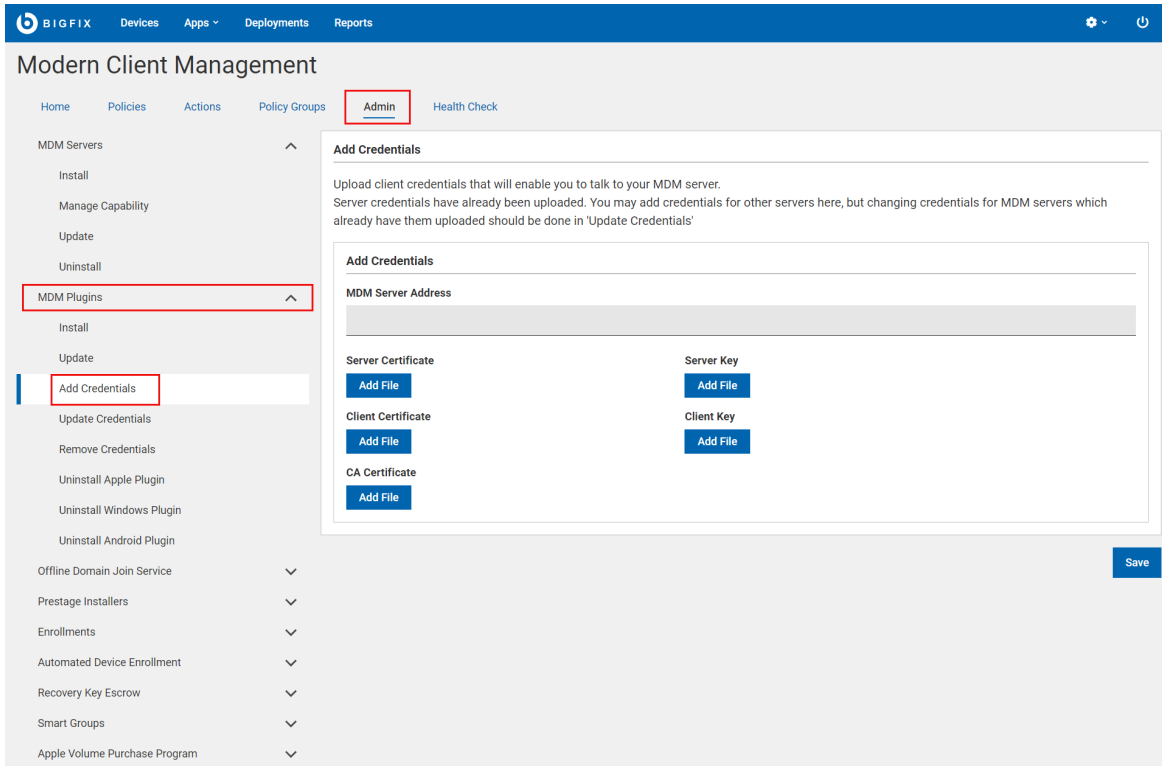 BIGFIX Devices Apps Deployments Reports
Modern Client Management
Home Policies Actions Policy Groups Admin Health Check
MDM Servers
Install
Manage Capability
Update
Uninstall
MDM Plugins
Install
Update
Add Credentials
Update Credentials
Remove Credentials
Uninstall Apple Plugin
Uninstall Windows Plugin
Uninstall Android Plugin
Offline Domain Join Service
Prestage Installers
Enrollments
Automated Device Enrollment
Recovery Key Escrow
Smart Groups
Apple Volume Purchase Program
Add Credentials
Upload client credentials that will enable you to talk to your MDM server.
Server credentials have already been uploaded. You may add credentials for other servers here, but changing credentials for MDM servers which
already have them uploaded should be done in 'Update Credentials'
Add Credentials
MDM Server Address
Server Certificate Server Key
Add File Add File
Client Certificate Client Key
Add File Add File
CA Certificate
Add File
Save